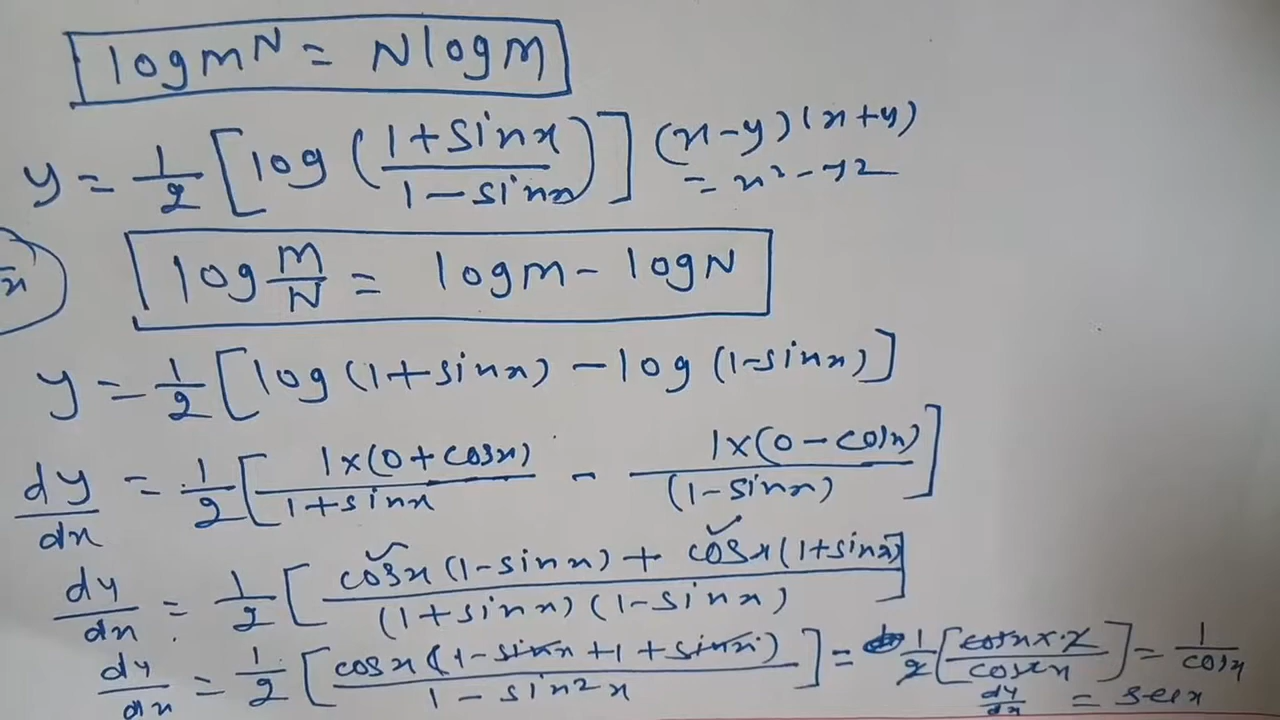 log m^N = N log m
y = 1/2 [log (1+sinx / 1-sinx)] (x-y)(x+y)
= x²-y²
x
log m/N = log m - log N
y = 1/2 [log (1+sinx) - log (1-sinx)]
dy/dx = 1/2 [1×(0+cosx) / 1+sinx - 1×(0-cosx) / (1-sinx)]
dy/dx = 1/2 [cosx (1-sinx) + cosx (1+sinx) / (1+sinx)(1-sinx)]
dy/dx = 1/2 [cosx (1-sinx+1+sinx) / 1-sin²x] = 1/2 [cosx×2 / cos²x] = 1/cosx
dy/dx = secx